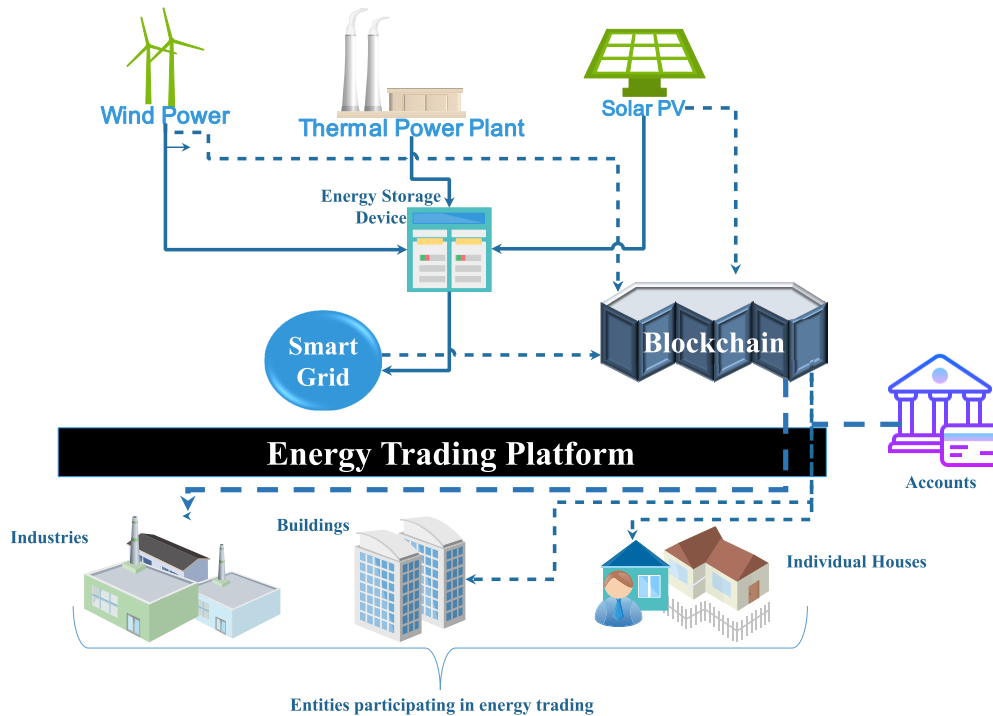 Wind Power
Thermal Power Plant
Solar PV
Energy Storage
Device
Smart
Grid
Blockchain
Energy Trading Platform
Accounts
Industries
Buildings
Individual Houses
Entities participating in energy trading